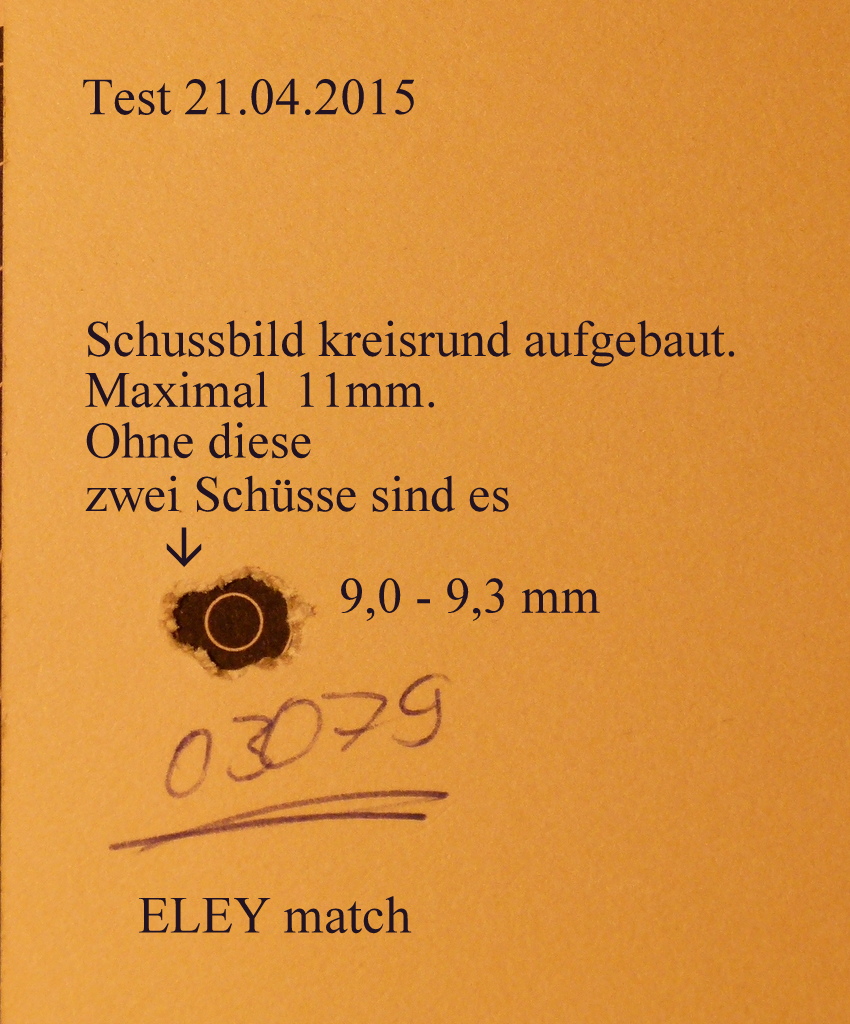 Test 21.04.2015
Schussbild kreisrund aufgebaut.
Maximal 11mm.
Ohne diese
zwei Schüsse sind es
9,0 - 9,3 mm
03079
ELEY match